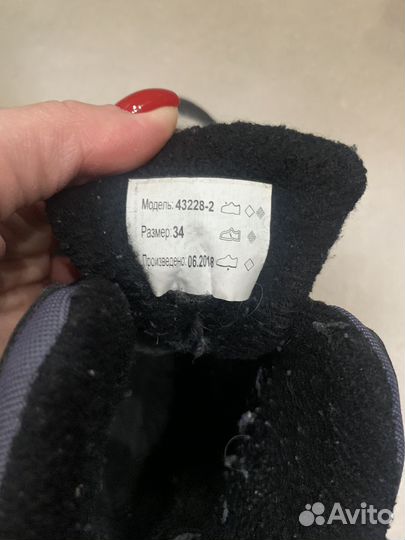 Модель: 43228-2
Размер: 34
Произведено: 06.2018
Avito